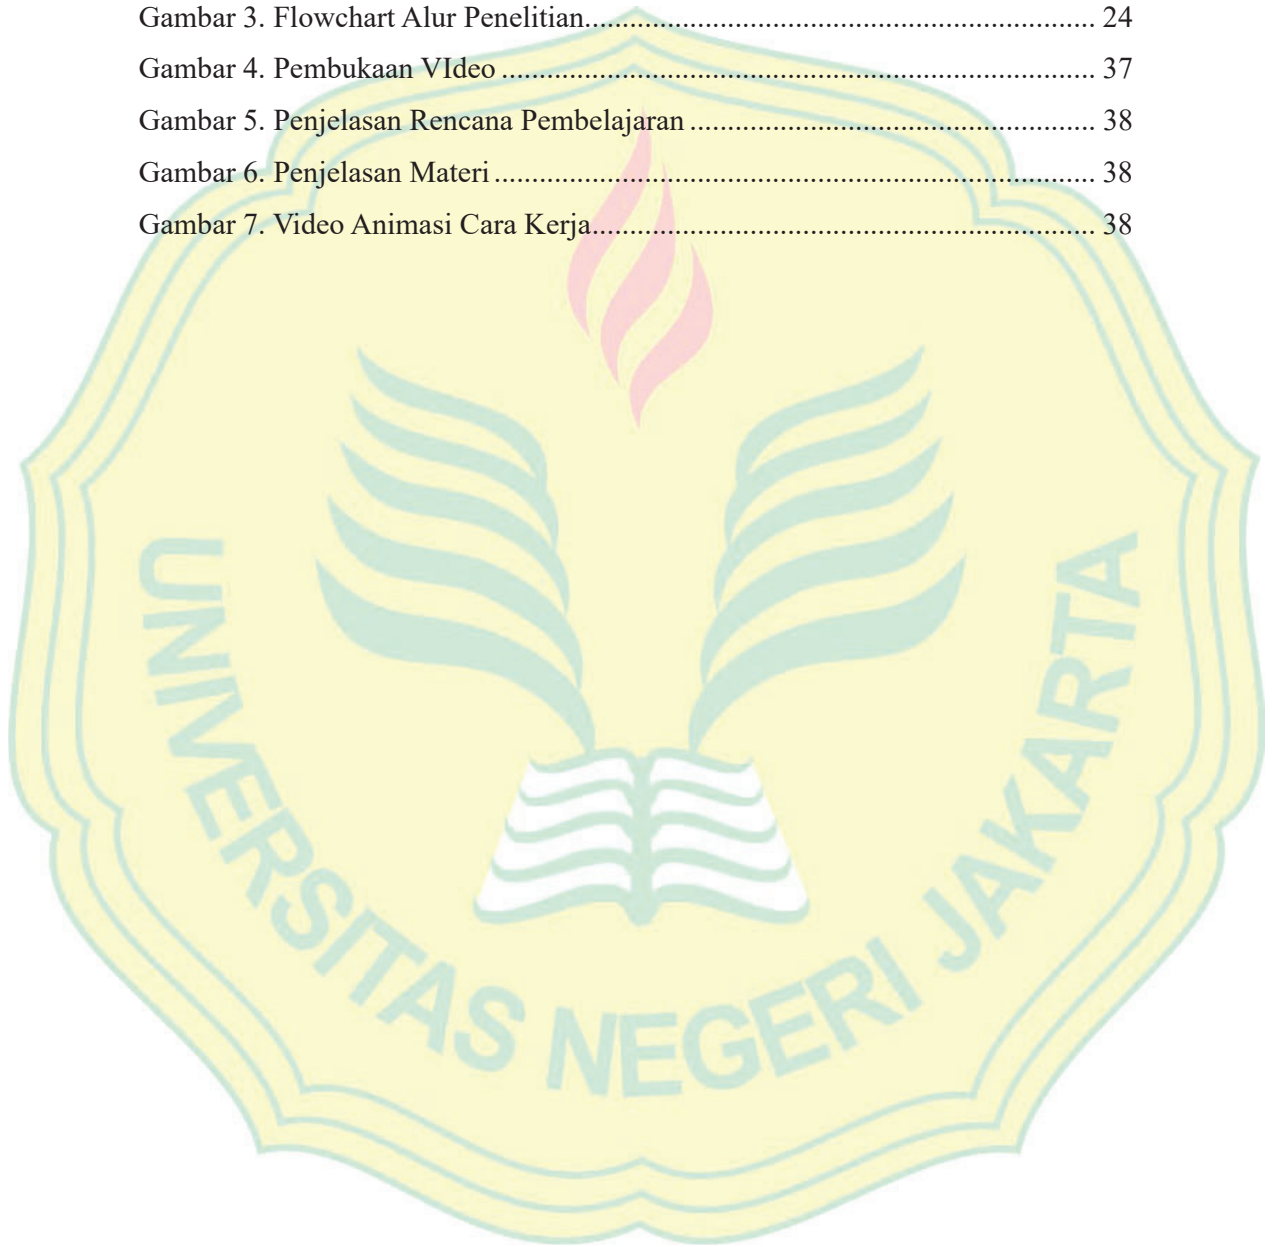 Gambar 3. Flowchart Alur Penelitian.................................................................. 24
Gambar 4. Pembukaan VIdeo ............................................................................. 37
Gambar 5. Penjelasan Rencana Pembelajaran ..................................................... 38
Gambar 6. Penjelasan Materi .............................................................................. 38
Gambar 7. Video Animasi Cara Kerja................................................................. 38
UNIVERSITAS NEGERI JAKARTA